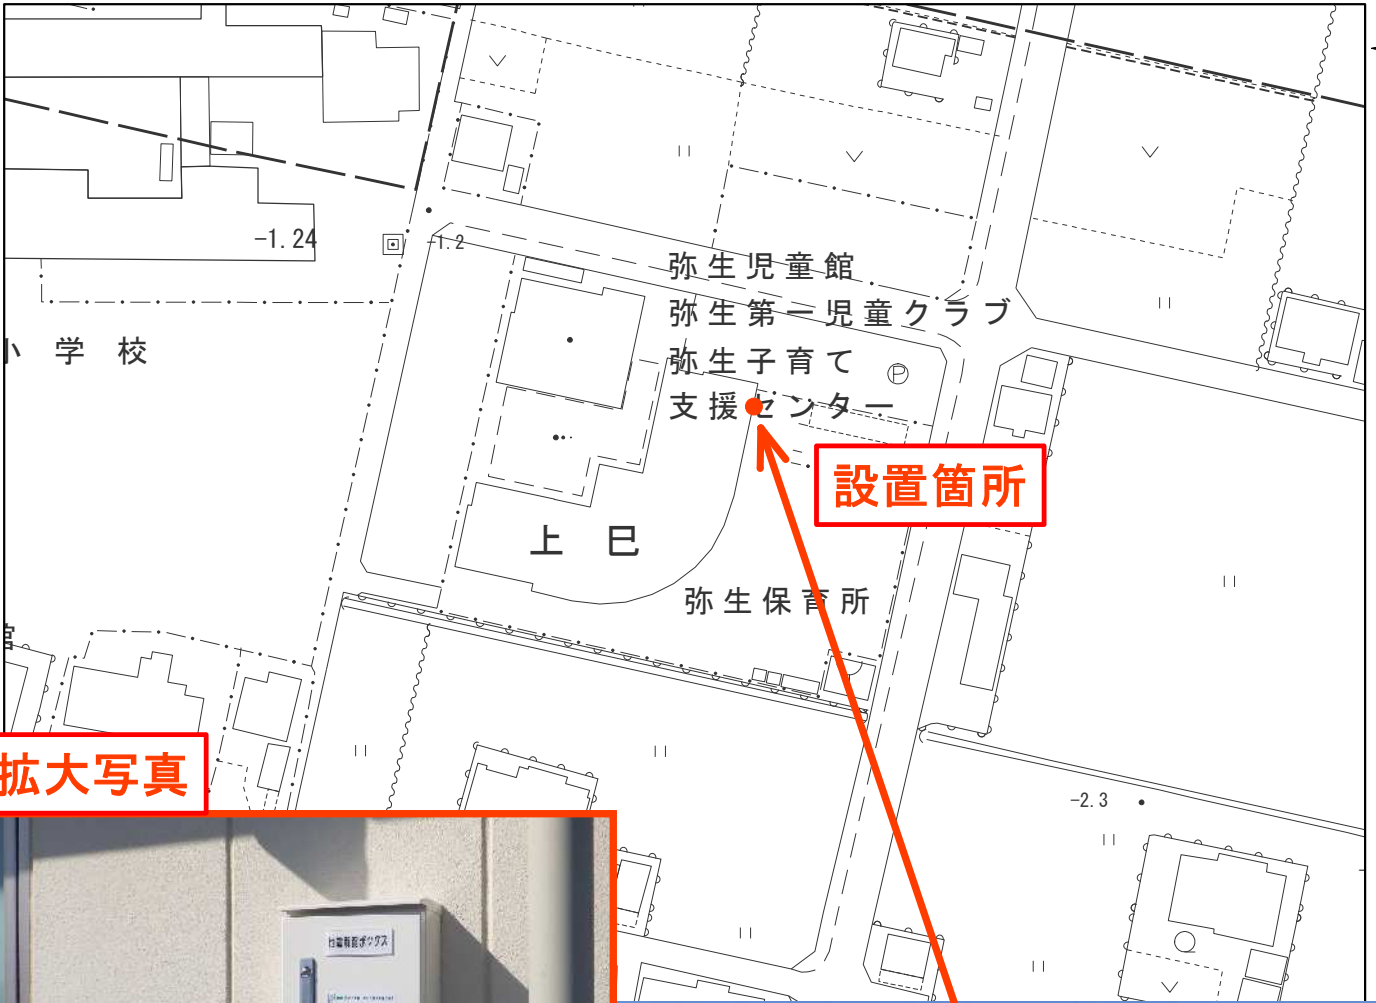 -1.24
-1.2
弥生児童館
弥生第一児童クラブ
小学校
弥生子育て
P
支援センター
設置箇所
上巳
弥生保育所
拡大写真
-2.3